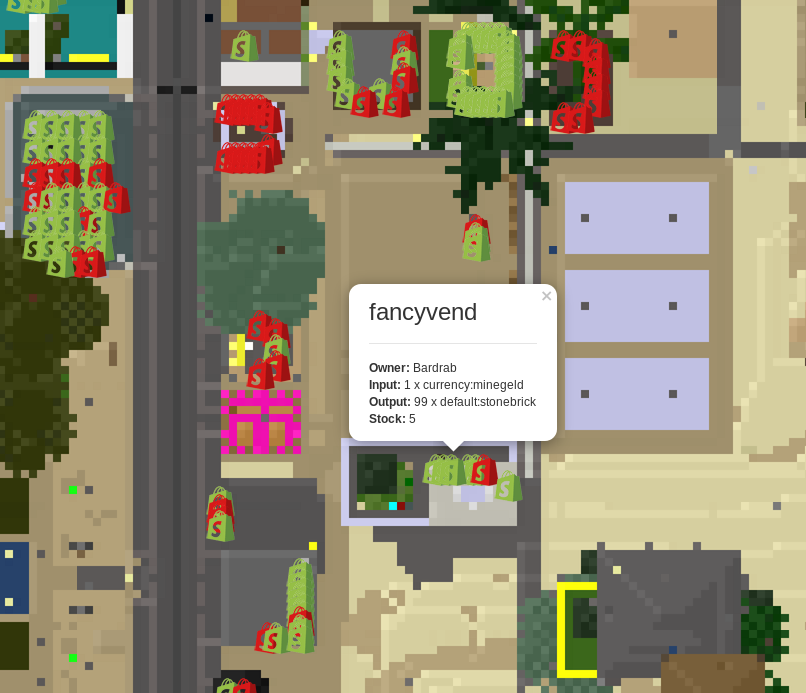 fancyvend
×
Owner: Bardrab
Input: 1 x currency:minegeld
Output: 99 x default:stonebrick
Stock: 5